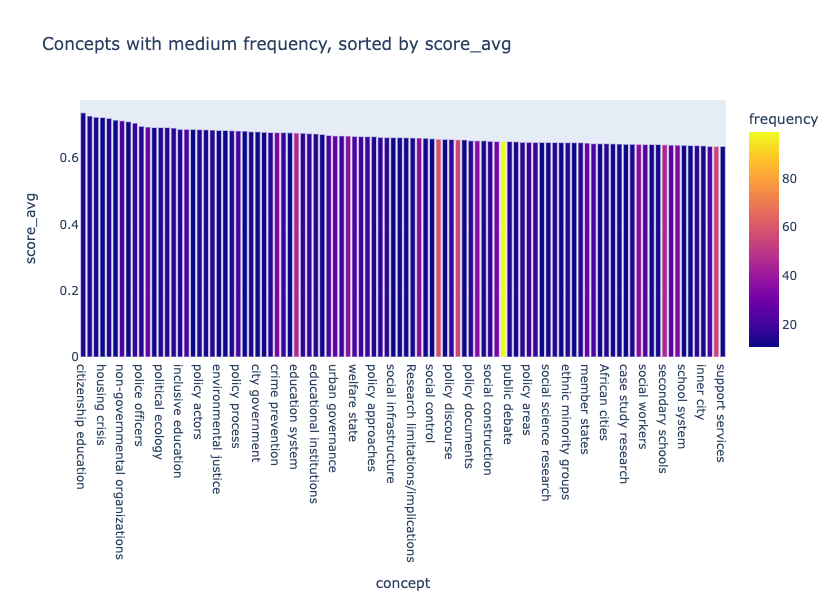 Concepts with medium frequency, sorted by score_avg
frequency
80
60
40
20
score_avg
0.6
0.4
0.2
0
citizenship education
housing crisis
non-governmental organizations
police officers
political ecology
inclusive education
policy actors
environmental justice
policy process
city government
crime prevention
education system
educational institutions
urban governance
welfare state
policy approaches
social infrastructure
Research limitations/implications
social control
policy discourse
policy documents
social construction
public debate
policy areas
social science research
ethnic minority groups
member states
African cities
case study research
social workers
secondary schools
school system
inner city
support services
concept